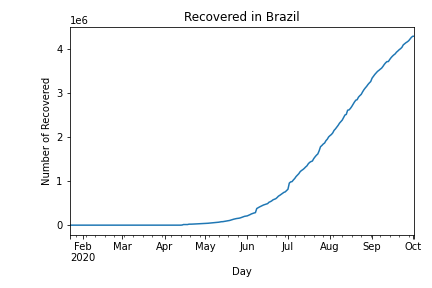 Recovered in Brazil
1e6
4
3
2
1
0
Number of Recovered
Feb Mar Apr May Jun Jul Aug Sep Oct
2020
Day